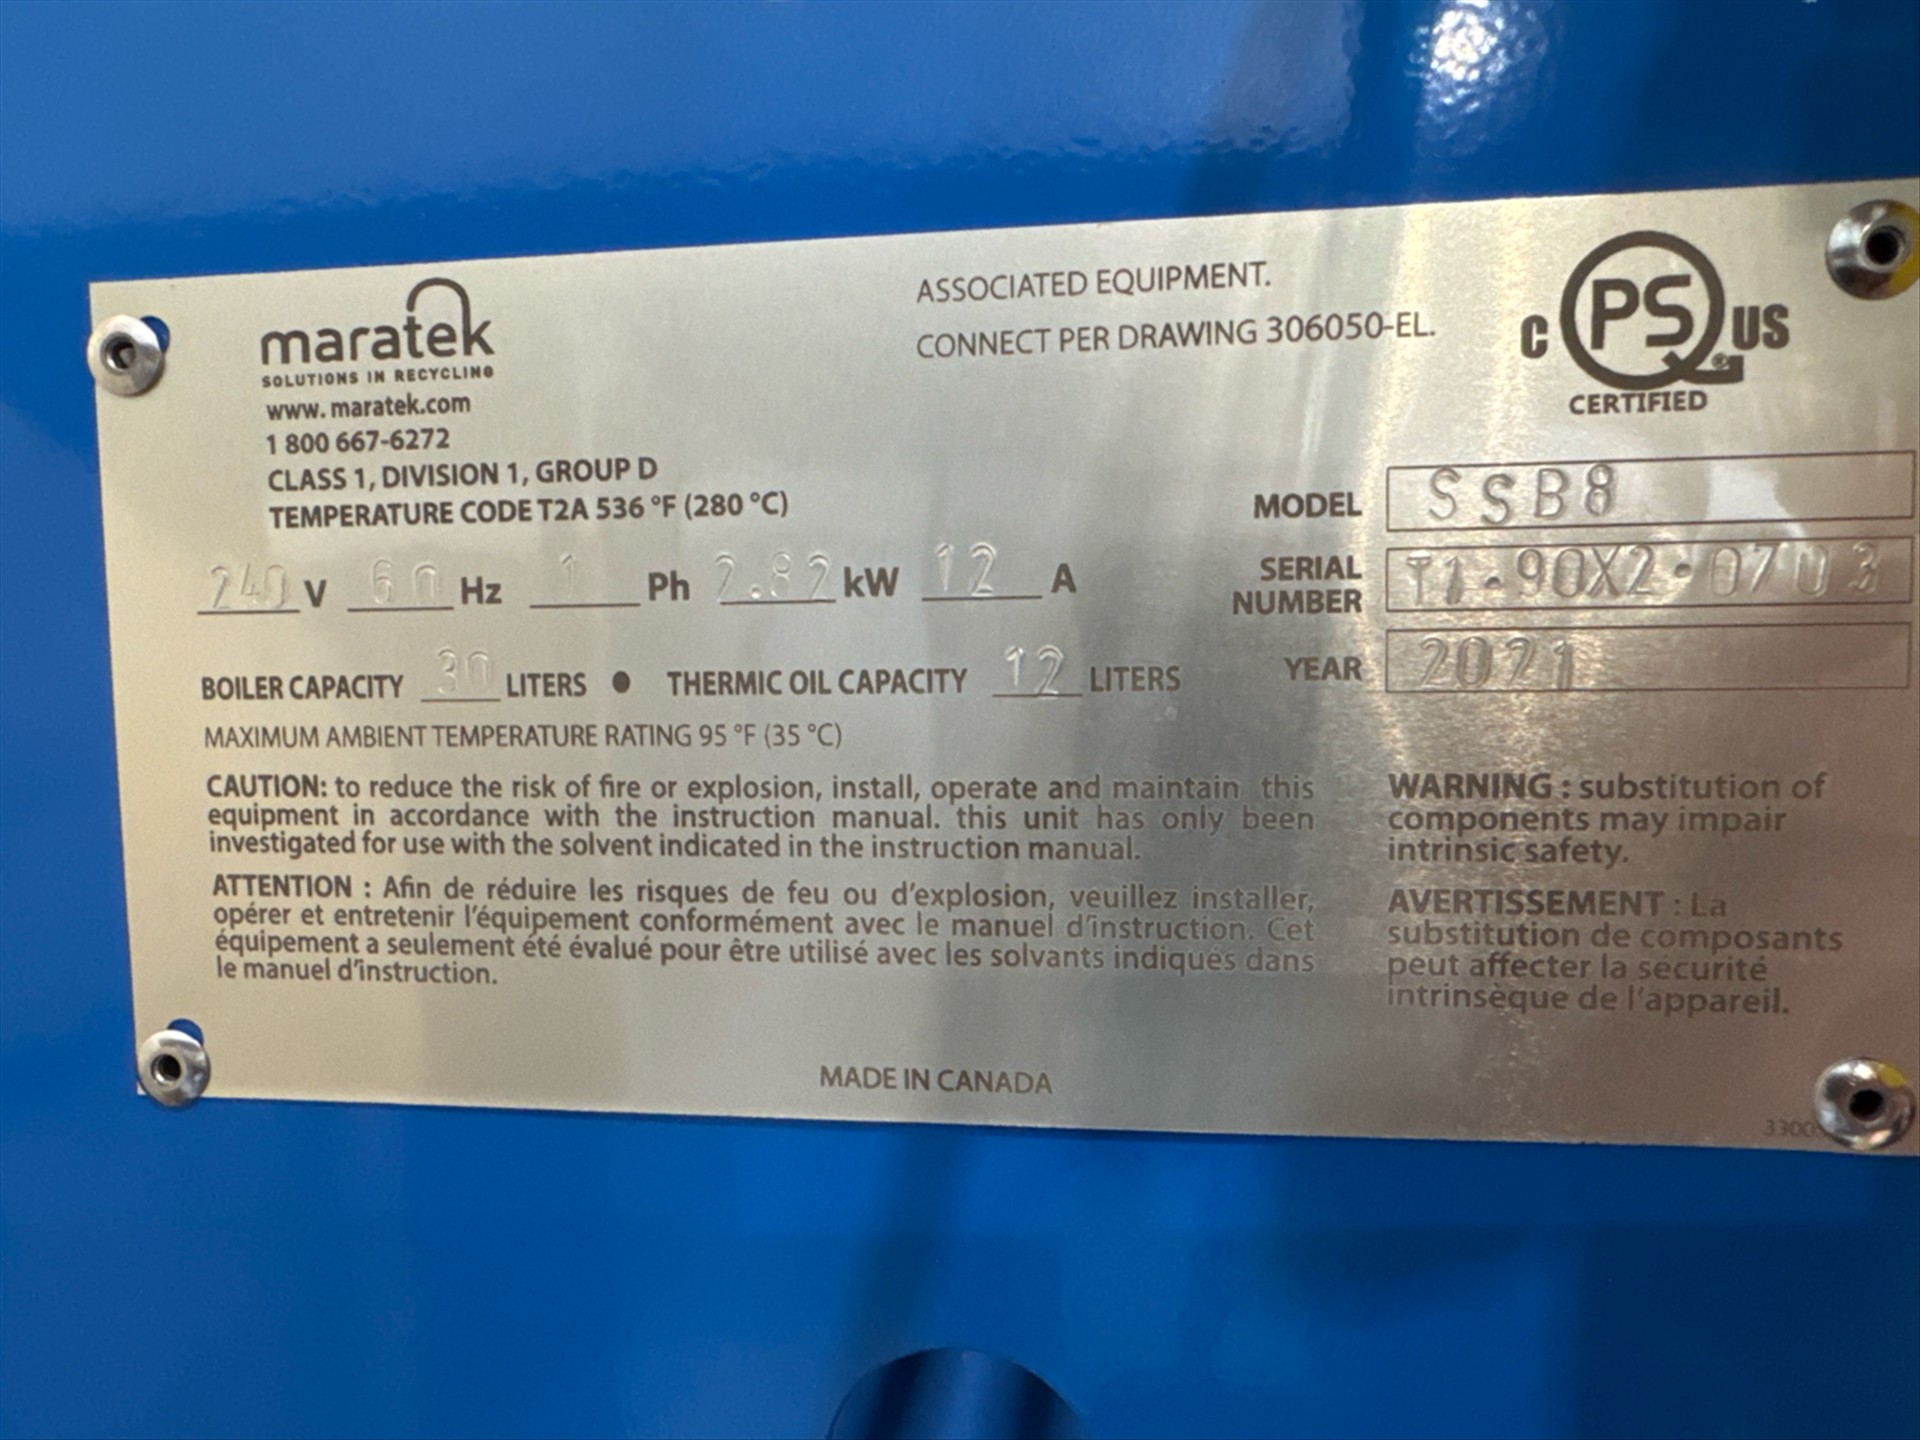 maratek
SOLUTIONS IN RECYCLING
www.maratek.com
1 800 667-6272
CLASS 1, DIVISION 1, GROUP D
TEMPERATURE CODE T2A 536 °F (280 °C)
ASSOCIATED EQUIPMENT.
CONNECT PER DRAWING 306050-EL.
C PS US
®
CERTIFIED
MODEL SSB8
SERIAL NUMBER T1-90X2-0703
YEAR 2021
240 V 60 Hz 1 Ph 2.82 kW 12 A
BOILER CAPACITY 30 LITERS • THERMIC OIL CAPACITY 12 LITERS
MAXIMUM AMBIENT TEMPERATURE RATING 95 °F (35 °C)
CAUTION: to reduce the risk of fire or explosion, install, operate and maintain this
equipment in accordance with the instruction manual. this unit has only been
investigated for use with the solvent indicated in the instruction manual.
ATTENTION : Afin de réduire les risques de feu ou d'explosion, veuillez installer,
opérer et entretenir l'équipement conformément avec le manuel d'instruction. Cet
équipement a seulement été évalué pour être utilisé avec les solvants indiqués dans
le manuel d'instruction.
WARNING : substitution of
components may impair
intrinsic safety.
AVERTISSEMENT : La
substitution de composants
peut affecter la sécurité
intrinsèque de l'appareil.
MADE IN CANADA